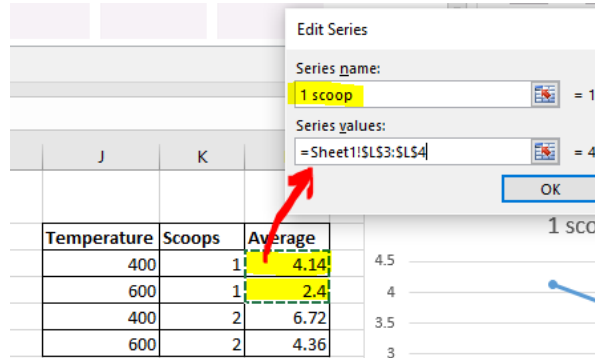 Edit Series
Series name:
1 scoop = 1
Series values:
=Sheet1!$L$3:$L$4 = 4
OK
J K
Temperature Scoops Average
400 1 4.14
600 1 2.4
400 2 6.72
600 2 4.36
1 sco
4.5
4
3.5
3